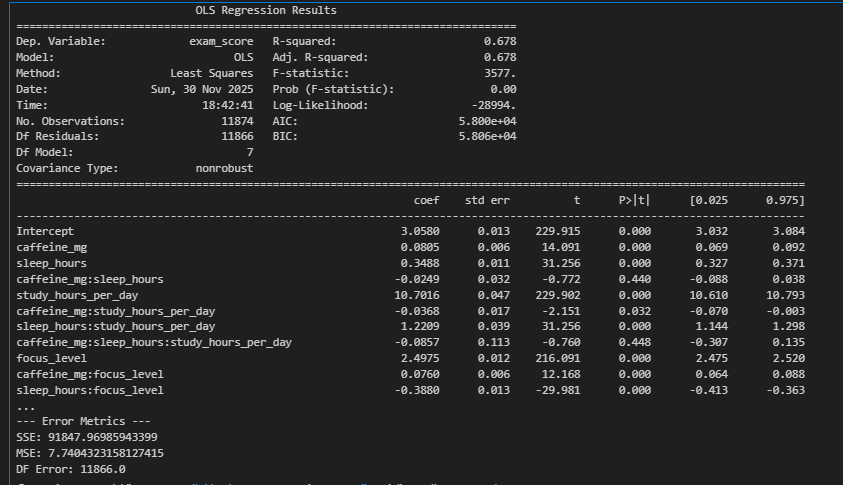 OLS Regression Results
==============================================================================
Dep. Variable: exam_score R-squared: 0.678
Model: OLS Adj. R-squared: 0.678
Method: Least Squares F-statistic: 3577.
Date: Sun, 30 Nov 2025 Prob (F-statistic): 0.00
Time: 18:42:41 Log-Likelihood: -28994.
No. Observations: 11874 AIC: 5.800e+04
Df Residuals: 11866 BIC: 5.806e+04
Df Model: 7
Covariance Type: nonrobust
==============================================================================
coef std err t P>|t| [0.025 0.975]
------------------------------------------------------------------------------
Intercept 3.0580 0.013 229.915 0.000 3.032 3.084
caffeine_mg 0.0805 0.006 14.091 0.000 0.069 0.092
sleep_hours 0.3488 0.011 31.256 0.000 0.327 0.371
caffeine_mg:sleep_hours -0.0249 0.032 -0.772 0.440 -0.088 0.038
study_hours_per_day 10.7016 0.047 229.902 0.000 10.610 10.793
caffeine_mg:study_hours_per_day -0.0368 0.017 -2.151 0.032 -0.070 -0.003
sleep_hours:study_hours_per_day 1.2209 0.039 31.256 0.000 1.144 1.298
caffeine_mg:sleep_hours:study_hours_per_day -0.0857 0.113 -0.760 0.448 -0.307 0.135
focus_level 2.4975 0.012 216.091 0.000 2.475 2.520
caffeine_mg:focus_level 0.0760 0.006 12.168 0.000 0.064 0.088
sleep_hours:focus_level -0.3880 0.013 -29.981 0.000 -0.413 -0.363
...
--- Error Metrics ---
SSE: 91847.96985943399
MSE: 7.7404323158127415
DF Error: 11866.0